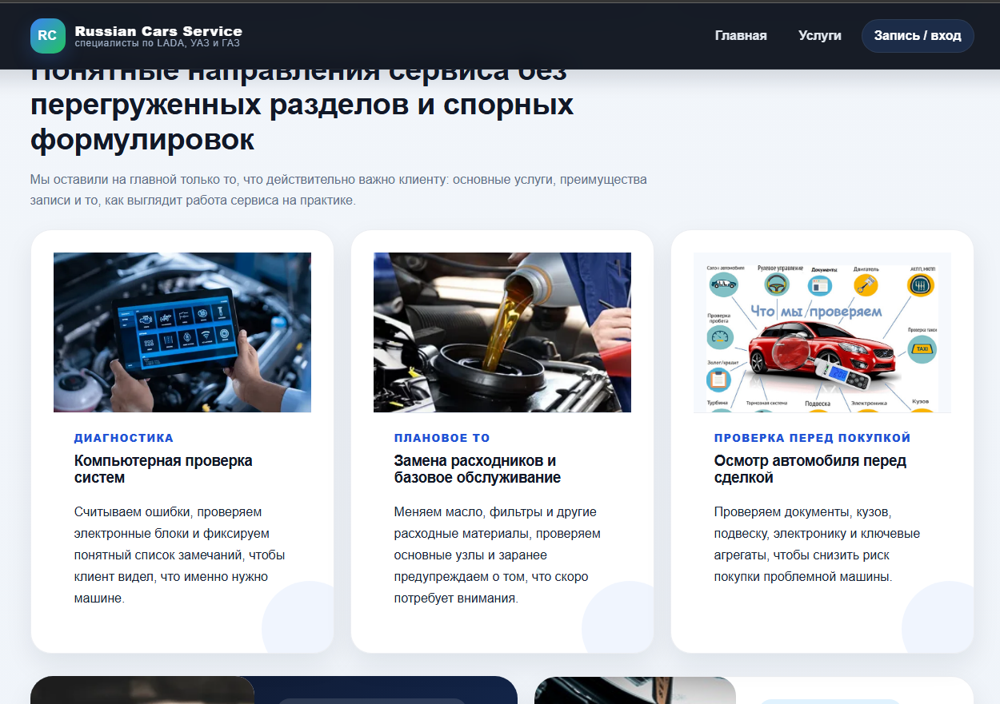 RC
Russian Cars Service
специалисты по LADA, УАЗ и ГАЗ
Главная
Услуги
Запись / вход
Понятные направления сервиса без
перегруженных разделов и спорных
формулировок
Мы оставили на главной только то, что действительно важно клиенту: основные услуги, преимущества
записи и то, как выглядит работа сервиса на практике.
Салон автомобиля
Рулевое управление
Документы
Двигатель
АКПП, МКПП
Что мы проверяем
Проверка
пробега
Проверка такси
TAXI
Залог/кредит
Турбина
Тормозная система
Подвеска
Электроника
Кузов
ДИАГНОСТИКА
Компьютерная проверка
систем
Считываем ошибки, проверяем
электронные блоки и фиксируем
понятный список замечаний, чтобы
клиент видел, что именно нужно
машине.
ПЛАНОВОЕ ТО
Замена расходников и
базовое обслуживание
Меняем масло, фильтры и другие
расходные материалы, проверяем
основные узлы и заранее
предупреждаем о том, что скоро
потребует внимания.
ПРОВЕРКА ПЕРЕД ПОКУПКОЙ
Осмотр автомобиля перед
сделкой
Проверяем документы, кузов,
подвеску, электронику и ключевые
агрегаты, чтобы снизить риск
покупки проблемной машины.